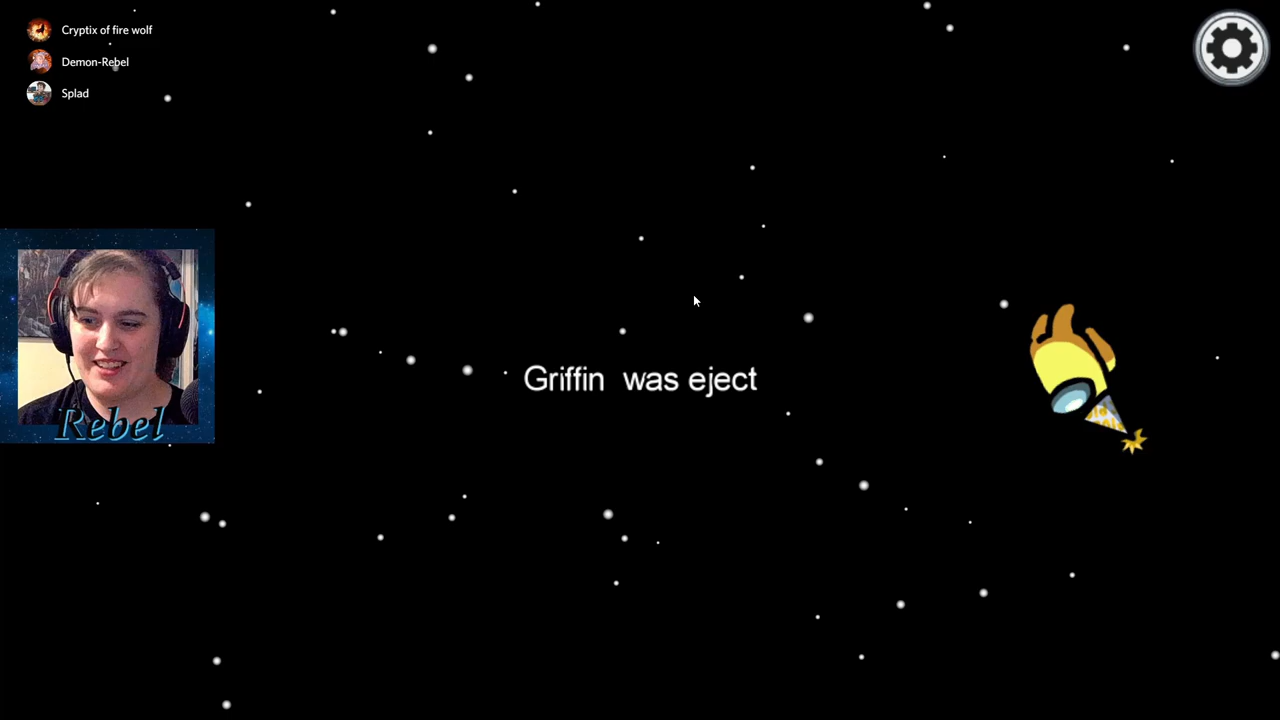 Cryptix of fire wolf
Demon-Rebel
Splad
Griffin was eject
Rebel